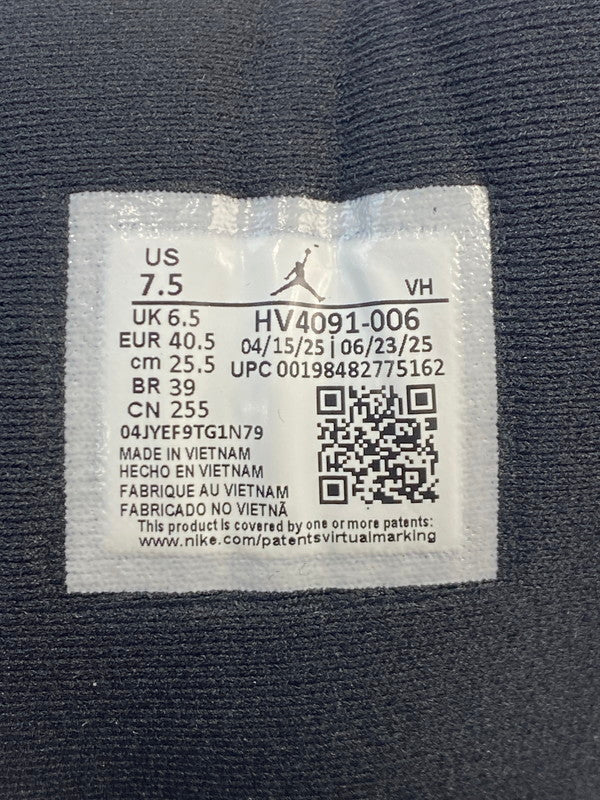 US
7.5
VH
UK 6.5
HV4091-006
EUR 40.5
04/15/25 | 06/23/25
cm 25.5
UPC 00198482775162
BR 39
CN 255
04JYEF9TG1N79
MADE IN VIETNAM
HECHO EN VIETNAM
FABRIQUE AU VIETNAM
FABRICADO NO VIETNÃ
This product is covered by one or more patents:
www.nike.com/patentsvirtualmarking